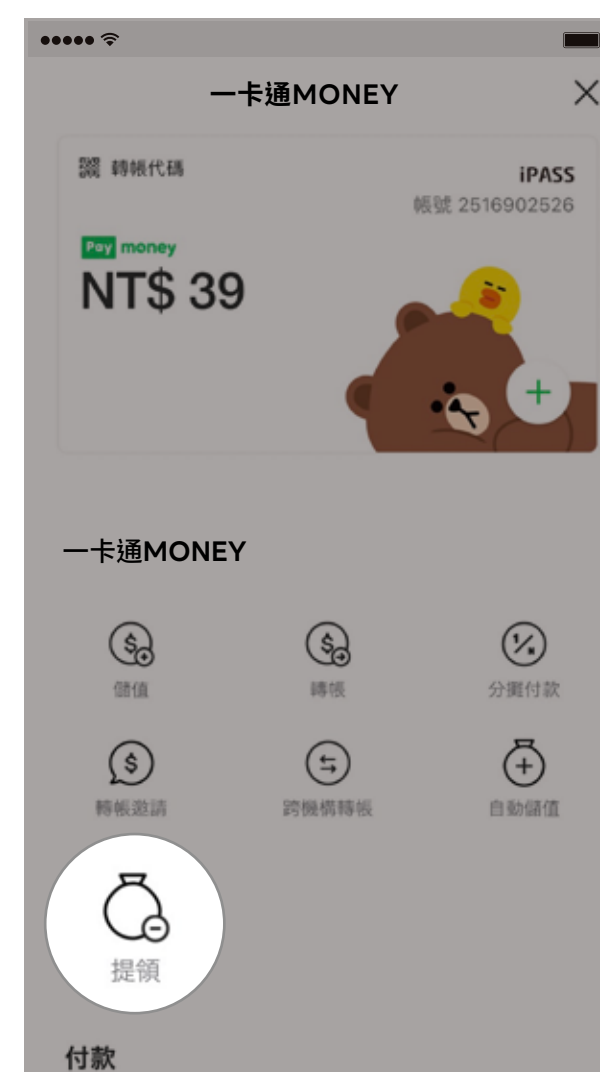 一卡通MONEY
轉帳代碼
iPASS
帳號 2516902526
Pay money
NT$ 39
一卡通MONEY
儲值
轉帳
分攤付款
轉帳邀請
跨機構轉帳
自動儲值
提領
付款